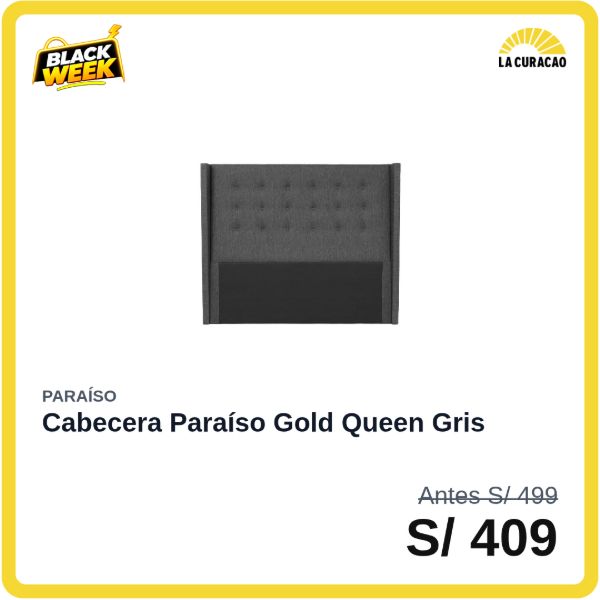 BLACK
WEEK
LA CURACAO
PARAÍSO
Cabecera Paraíso Gold Queen Gris
Antes S/ 499
S/ 409